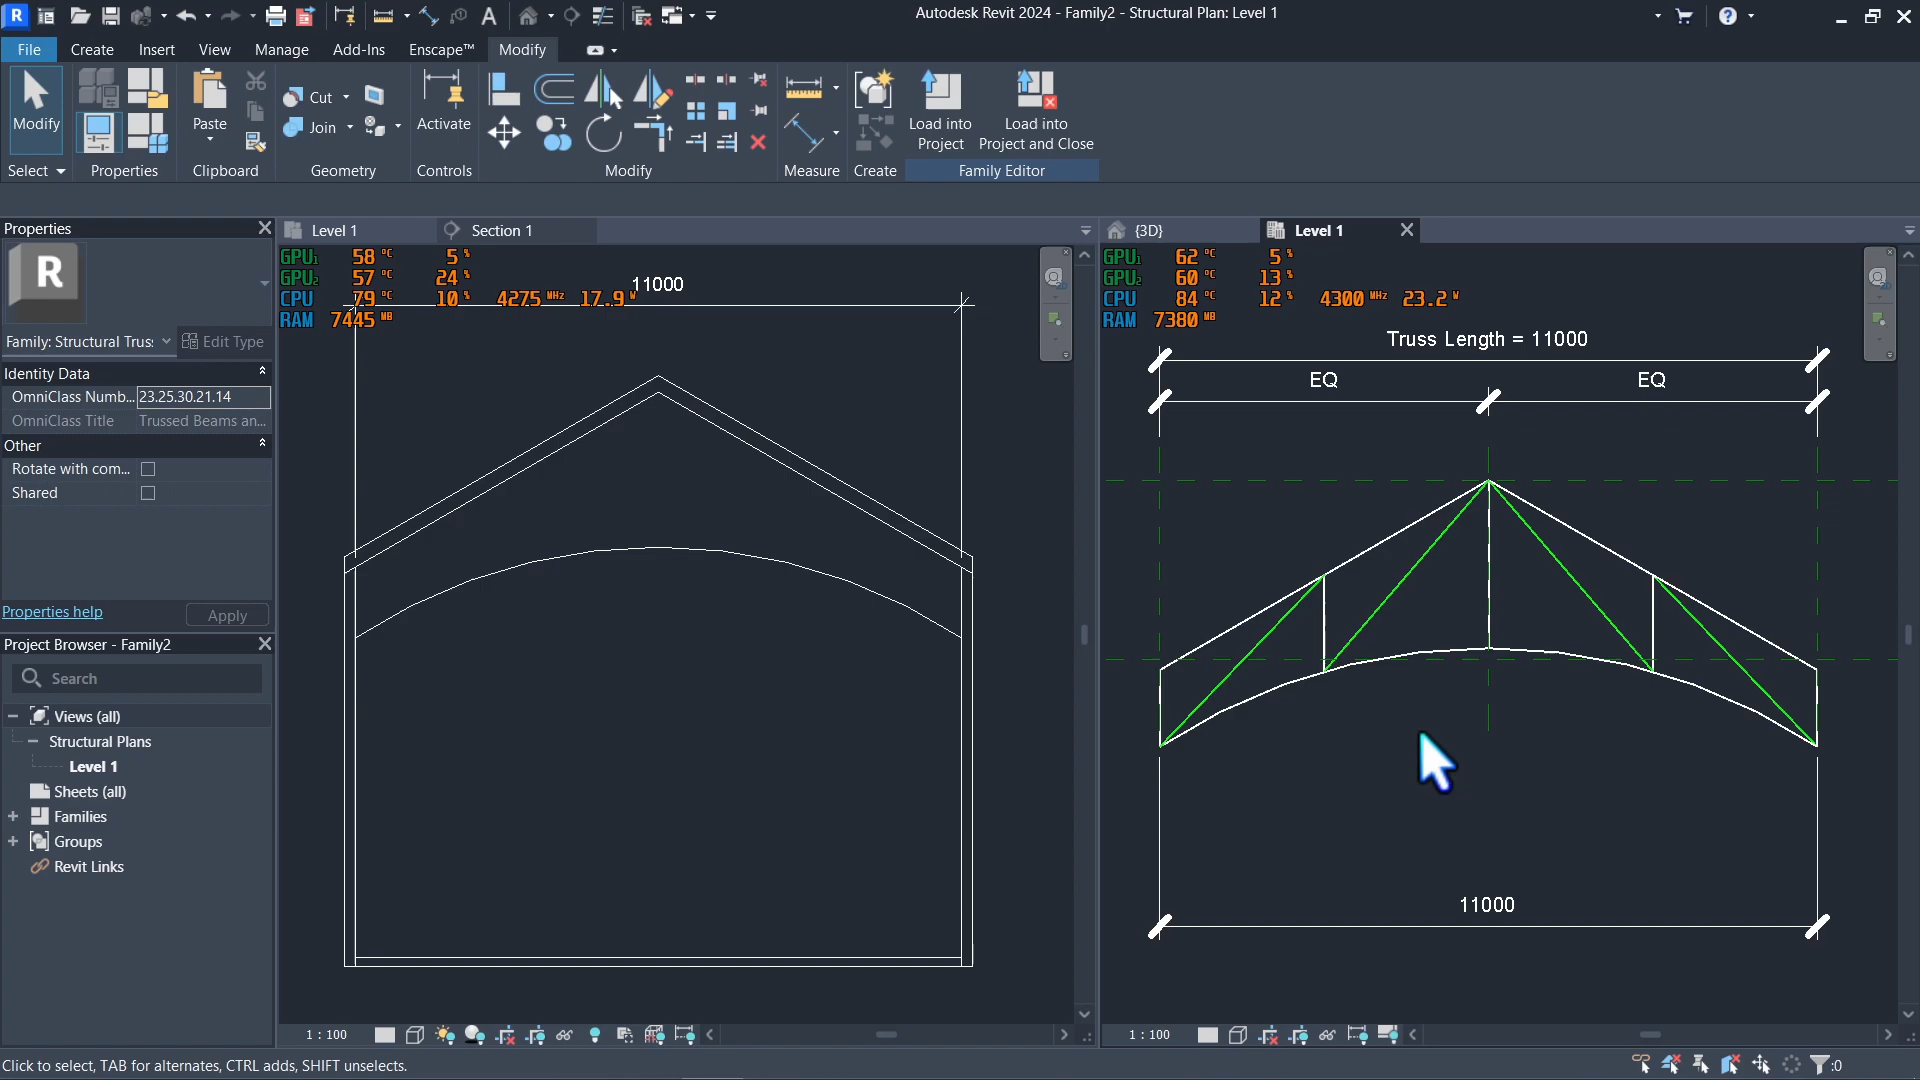 Autodesk Revit 2024 - Family2 - Structural Plan: Level 1
File Create Insert View Manage Add-Ins Enscape™ Modify
Modify Paste Cut Join Activate Load into Project Load into Project and Close
Select Properties Clipboard Geometry Controls Modify Measure Create Family Editor
Properties
R
Family: Structural Trus
Edit Type
Identity Data
OmniClass Numb... 23.25.30.21.14
OmniClass Title Trussed Beams an...
Other
Rotate with com...
Shared
Properties help
Apply
Project Browser - Family2
Search
Views (all)
Structural Plans
Level 1
Sheets (all)
Families
Groups
Revit Links
Level 1 Section 1
GPU1 58 °C 5 %
GPU2 57 °C 24 %
CPU 79 °C 10 % 4275 MHz 17.9 W
RAM 7445 MB
11000
1 : 100
{3D} Level 1
GPU1 62 °C 5 %
GPU2 60 °C 13 %
CPU 84 °C 12 % 4300 MHz 23.2 W
RAM 7380 MB
Truss Length = 11000
EQ EQ
11000
1 : 100
Click to select, TAB for alternates, CTRL adds, SHIFT unselects.
:0